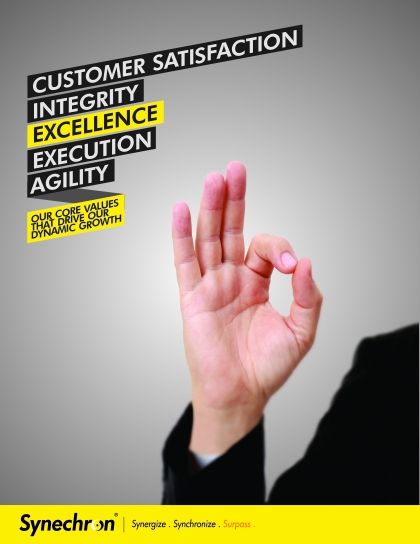 CUSTOMER SATISFACTION
INTEGRITY
EXCELLENCE
EXECUTION
AGILITY
OUR CORE VALUES
THAT DRIVE OUR
DYNAMIC GROWTH
Synechron® | Synergize . Synchronize . Surpass .